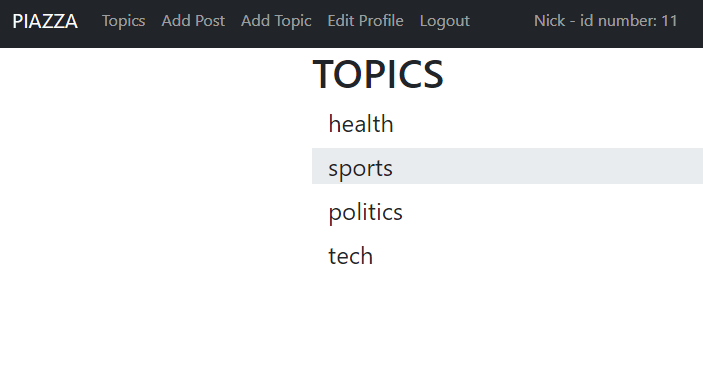 PIAZZA Topics Add Post Add Topic Edit Profile Logout Nick - id number: 11
TOPICS
health
sports
politics
tech